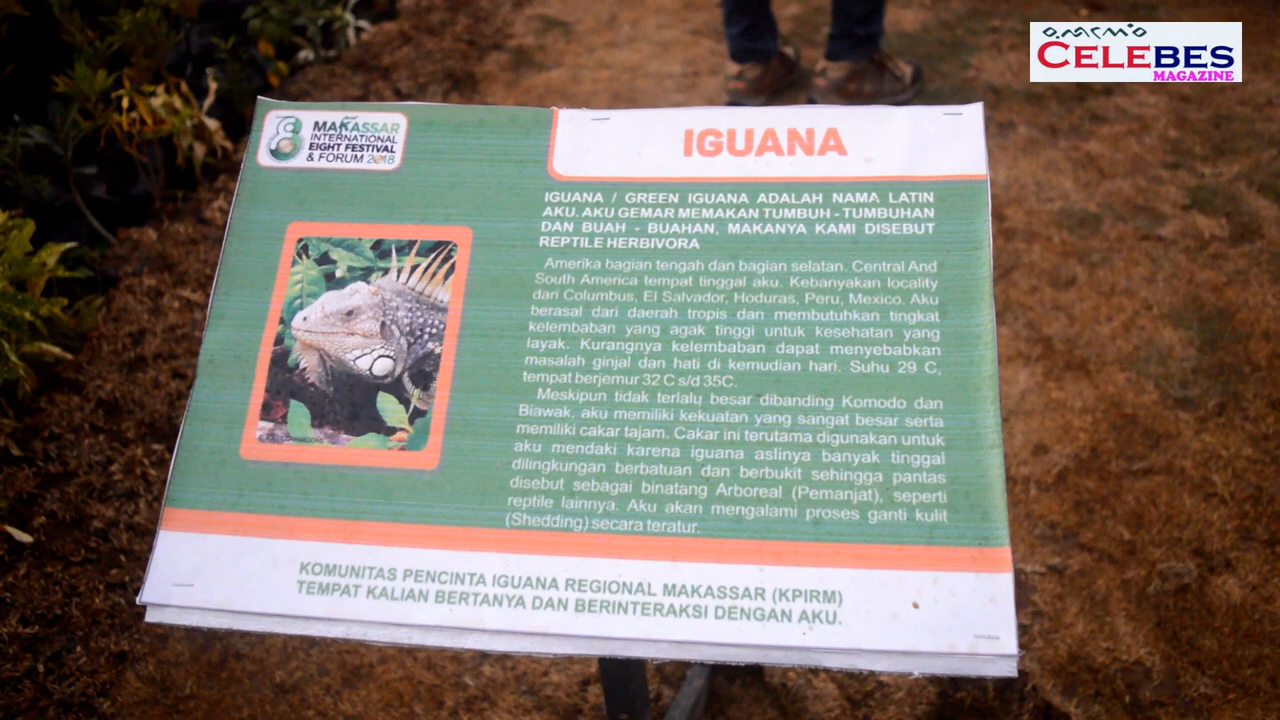 ᨕᨙᨒᨙᨅᨙᨔ
CELEBES
MAGAZINE
MAKASSAR
INTERNATIONAL
EIGHT FESTIVAL
& FORUM 2018
IGUANA
IGUANA / GREEN IGUANA ADALAH NAMA LATIN
AKU. AKU GEMAR MEMAKAN TUMBUH - TUMBUHAN
DAN BUAH - BUAHAN, MAKANYA KAMI DISEBUT
REPTILE HERBIVORA
Amerika bagian tengah dan bagian selatan. Central And
South America tempat tinggal aku. Kebanyakan locality
dari Columbus, El Salvador, Hoduras, Peru, Mexico. Aku
berasal dari daerah tropis dan membutuhkan tingkat
kelembaban yang agak tinggi untuk kesehatan yang
layak. Kurangnya kelembaban dapat menyebabkan
masalah ginjal dan hati di kemudian hari. Suhu 29 C,
tempat berjemur 32 C s/d 35C.
Meskipun tidak terlalu besar dibanding Komodo dan
Biawak, aku memiliki kekuatan yang sangat besar serta
memiliki cakar tajam. Cakar ini terutama digunakan untuk
aku mendaki karena iguana aslinya banyak tinggal
dilingkungan berbatuan dan berbukit sehingga pantas
disebut sebagai binatang Arboreal (Pemanjat), seperti
reptile lainnya. Aku akan mengalami proses ganti kulit
(Shedding) secara teratur.
KOMUNITAS PENCINTA IGUANA REGIONAL MAKASSAR (KPIRM)
TEMPAT KALIAN BERTANYA DAN BERINTERAKSI DENGAN AKU.